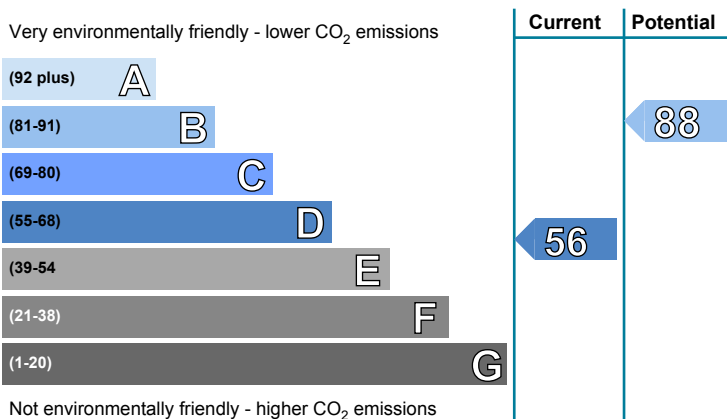 Very environmentally friendly - lower CO2 emissions
Current
Potential
(92 plus) A
(81-91) B
88
(69-80) C
(55-68) D
56
(39-54 E
(21-38) F
(1-20) G
Not environmentally friendly - higher CO2 emissions